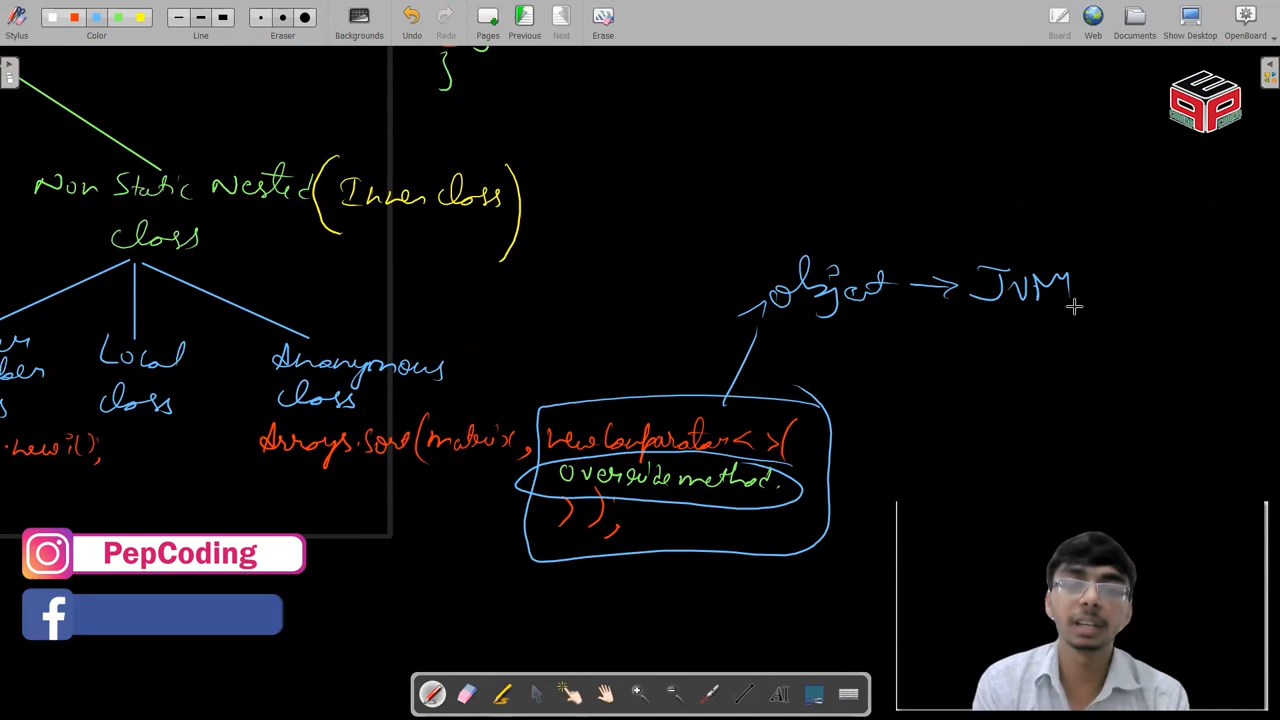 Stylus
Color
Line
Eraser
Backgrounds
Undo
Redo
Pages
Previous
Next
Erase
Board
Web
Documents
Show Desktop
OpenBoard
}
Non Static Nested (Inner class)
class
object → JVM
Local
class
Anonymous
class
.new i();
Arrays.Sort(matrix, new Comparator< >(
override method.
) );
PepCoding